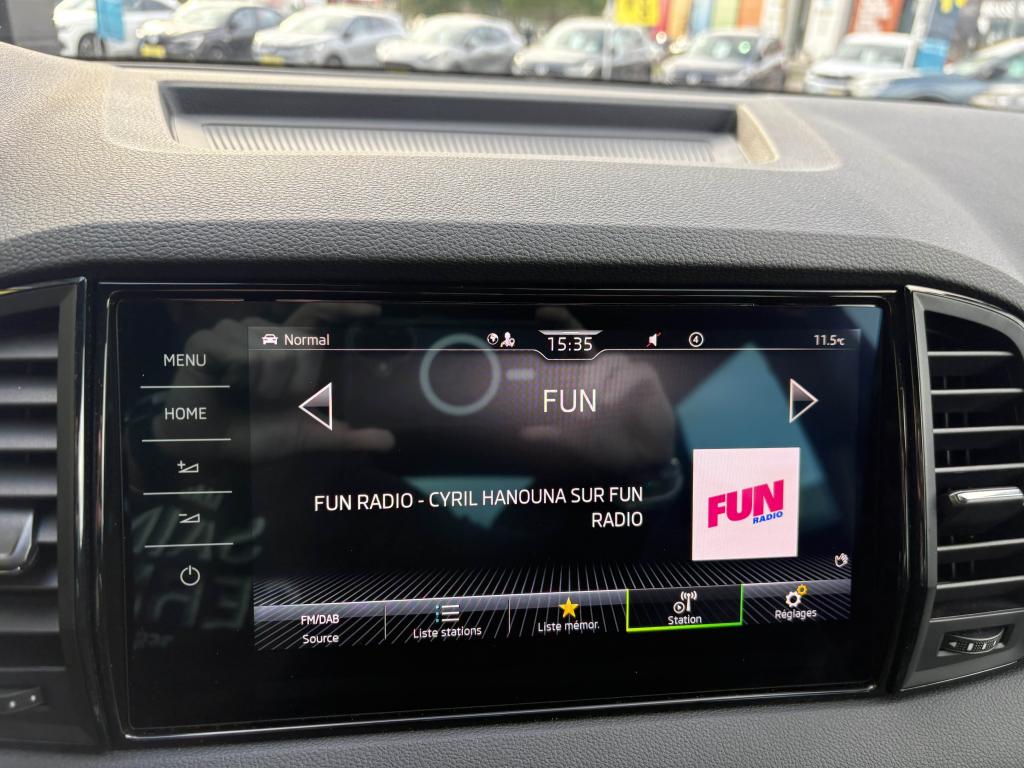 Normal
15:35
4
11.5°C
MENU
HOME
FUN
FUN RADIO - CYRIL HANOUNA SUR FUN
RADIO
FUN
RADIO
FM/DAB
Source
Liste stations
Liste mémor.
Station
Réglages